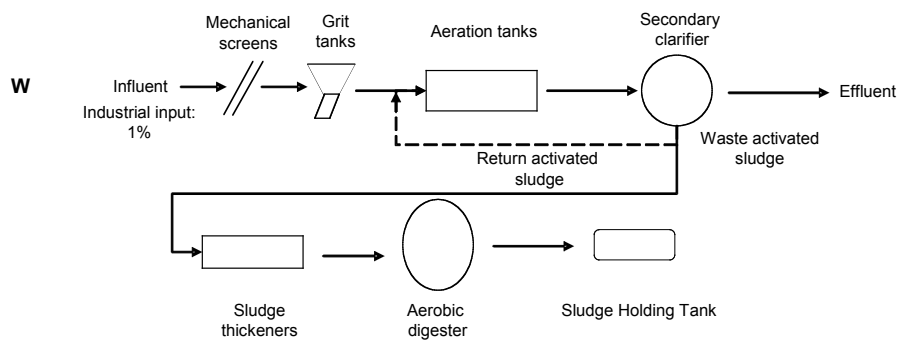 Mechanical
screens
Grit
tanks
Aeration tanks
Secondary
clarifier
W
Influent
Industrial input:
1%
Effluent
Return activated
sludge
Waste activated
sludge
Sludge
thickeners
Aerobic
digester
Sludge Holding Tank